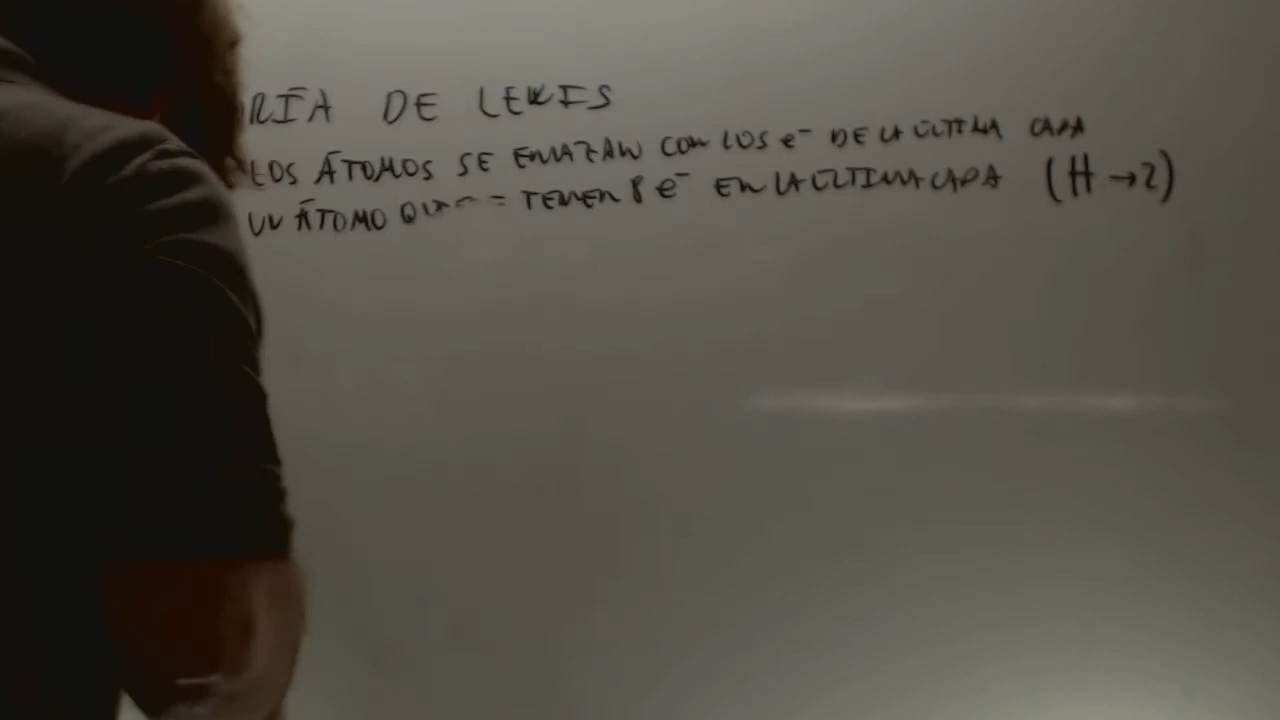 RÍA DE LEWIS
LOS ÁTOMOS SE ENLAZAN CON LOS e⁻ DE LA ÚLTIMA CAPA
UN ÁTOMO TENER 8 e⁻ EN LA ÚLTIMA CAPA (H → 2)